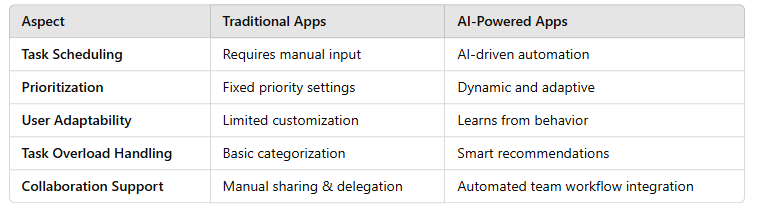 Aspect Traditional Apps AI-Powered Apps
Task Scheduling Requires manual input AI-driven automation
Prioritization Fixed priority settings Dynamic and adaptive
User Adaptability Limited customization Learns from behavior
Task Overload Handling Basic categorization Smart recommendations
Collaboration Support Manual sharing & delegation Automated team workflow integration